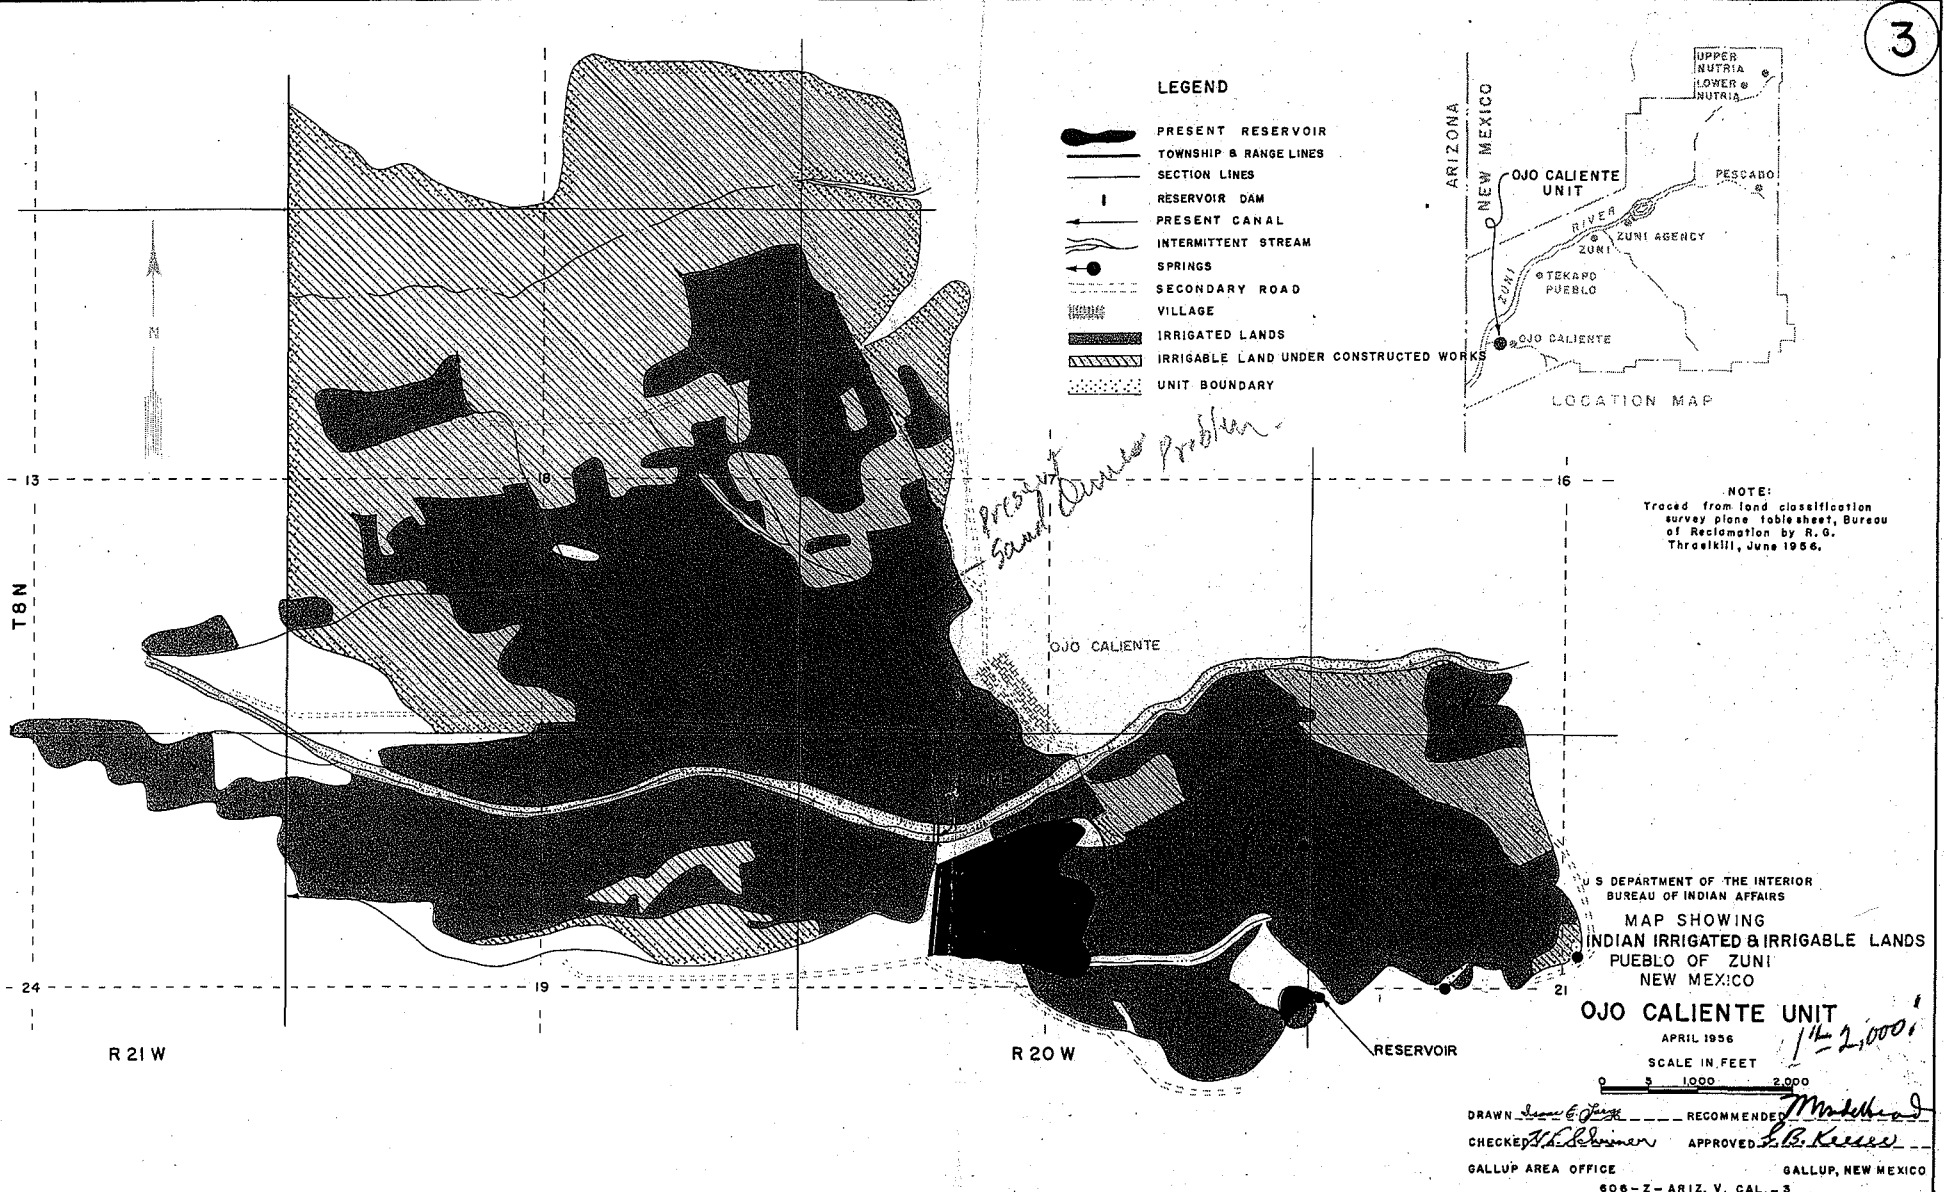 3
LEGEND
PRESENT RESERVOIR
TOWNSHIP & RANGE LINES
SECTION LINES
RESERVOIR DAM
PRESENT CANAL
INTERMITTENT STREAM
SPRINGS
SECONDARY ROAD
VILLAGE
IRRIGATED LANDS
IRRIGABLE LAND UNDER CONSTRUCTED WORKS
UNIT BOUNDARY
ARIZONA
NEW MEXICO
UPPER
NUTRIA
LOWER
NUTRIA
OJO CALIENTE
UNIT
PESCADO
ZUNI RIVER
ZUNI AGENCY
ZUNI
TEKAPO
PUEBLO
OJO CALIENTE
LOCATION MAP
N
Present
Sand Dunes Problem.
13
18
17
16
NOTE:
Traced from land classification
survey plane table sheet, Bureau
of Reclamation by R. G.
Thraelkill, June 1956.
T8N
OJO CALIENTE
24
19
21
R 21 W
R 20 W
RESERVOIR
U S DEPARTMENT OF THE INTERIOR
BUREAU OF INDIAN AFFAIRS
MAP SHOWING
INDIAN IRRIGATED & IRRIGABLE LANDS
PUEBLO OF ZUNI
NEW MEXICO
OJO CALIENTE UNIT
APRIL 1956
1"=2,000'
SCALE IN FEET
0 5 1,000 2,000
DRAWN
RECOMMENDED
CHECKED
APPROVED
GALLUP AREA OFFICE
GALLUP, NEW MEXICO
606-Z-ARIZ. V. CAL.-3